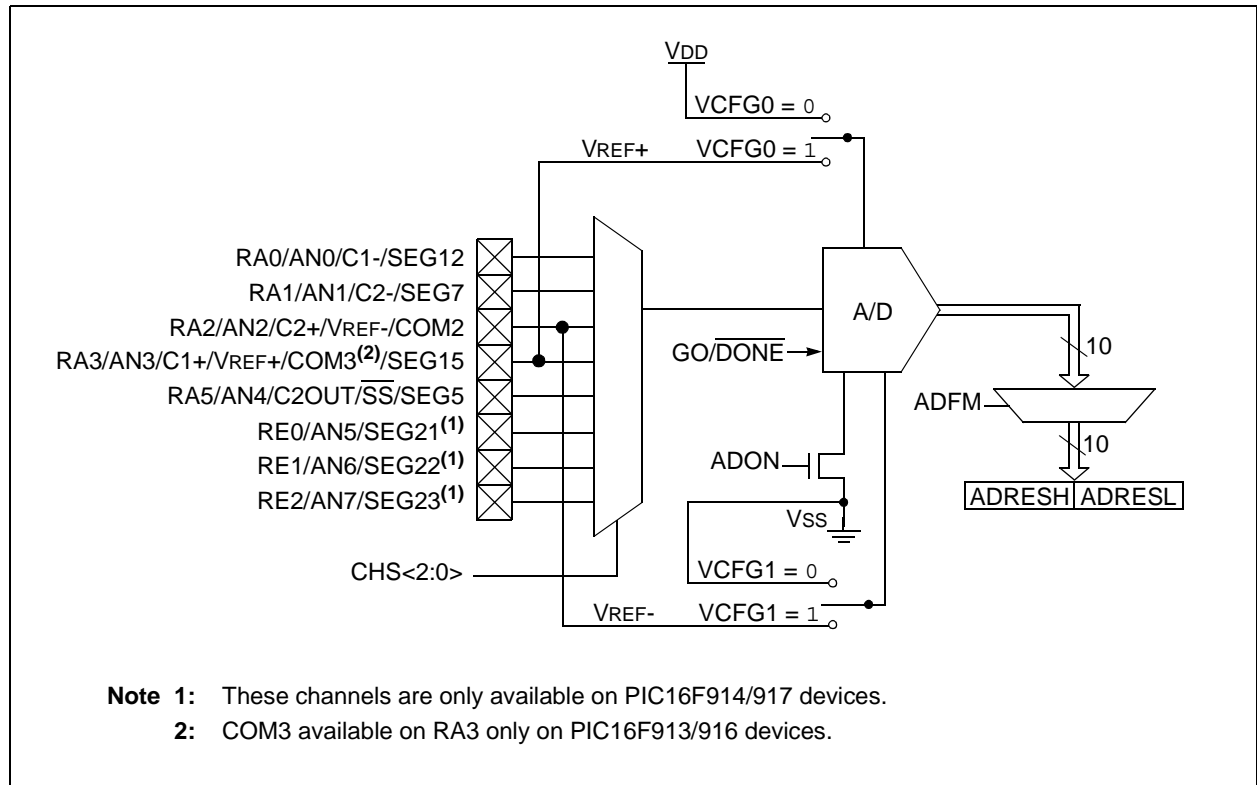 VDD
VCFG0 = 0
VREF+ VCFG0 = 1
RA0/AN0/C1-/SEG12
RA1/AN1/C2-/SEG7
RA2/AN2/C2+/VREF-/COM2
RA3/AN3/C1+/VREF+/COM3(2)/SEG15
RA5/AN4/C2OUT/SS/SEG5
RE0/AN5/SEG21(1)
RE1/AN6/SEG22(1)
RE2/AN7/SEG23(1)
CHS<2:0>
A/D
GO/DONE
10
ADFM
10
ADON
ADRESH ADRESL
VSS
VCFG1 = 0
VREF- VCFG1 = 1
Note 1: These channels are only available on PIC16F914/917 devices.
2: COM3 available on RA3 only on PIC16F913/916 devices.